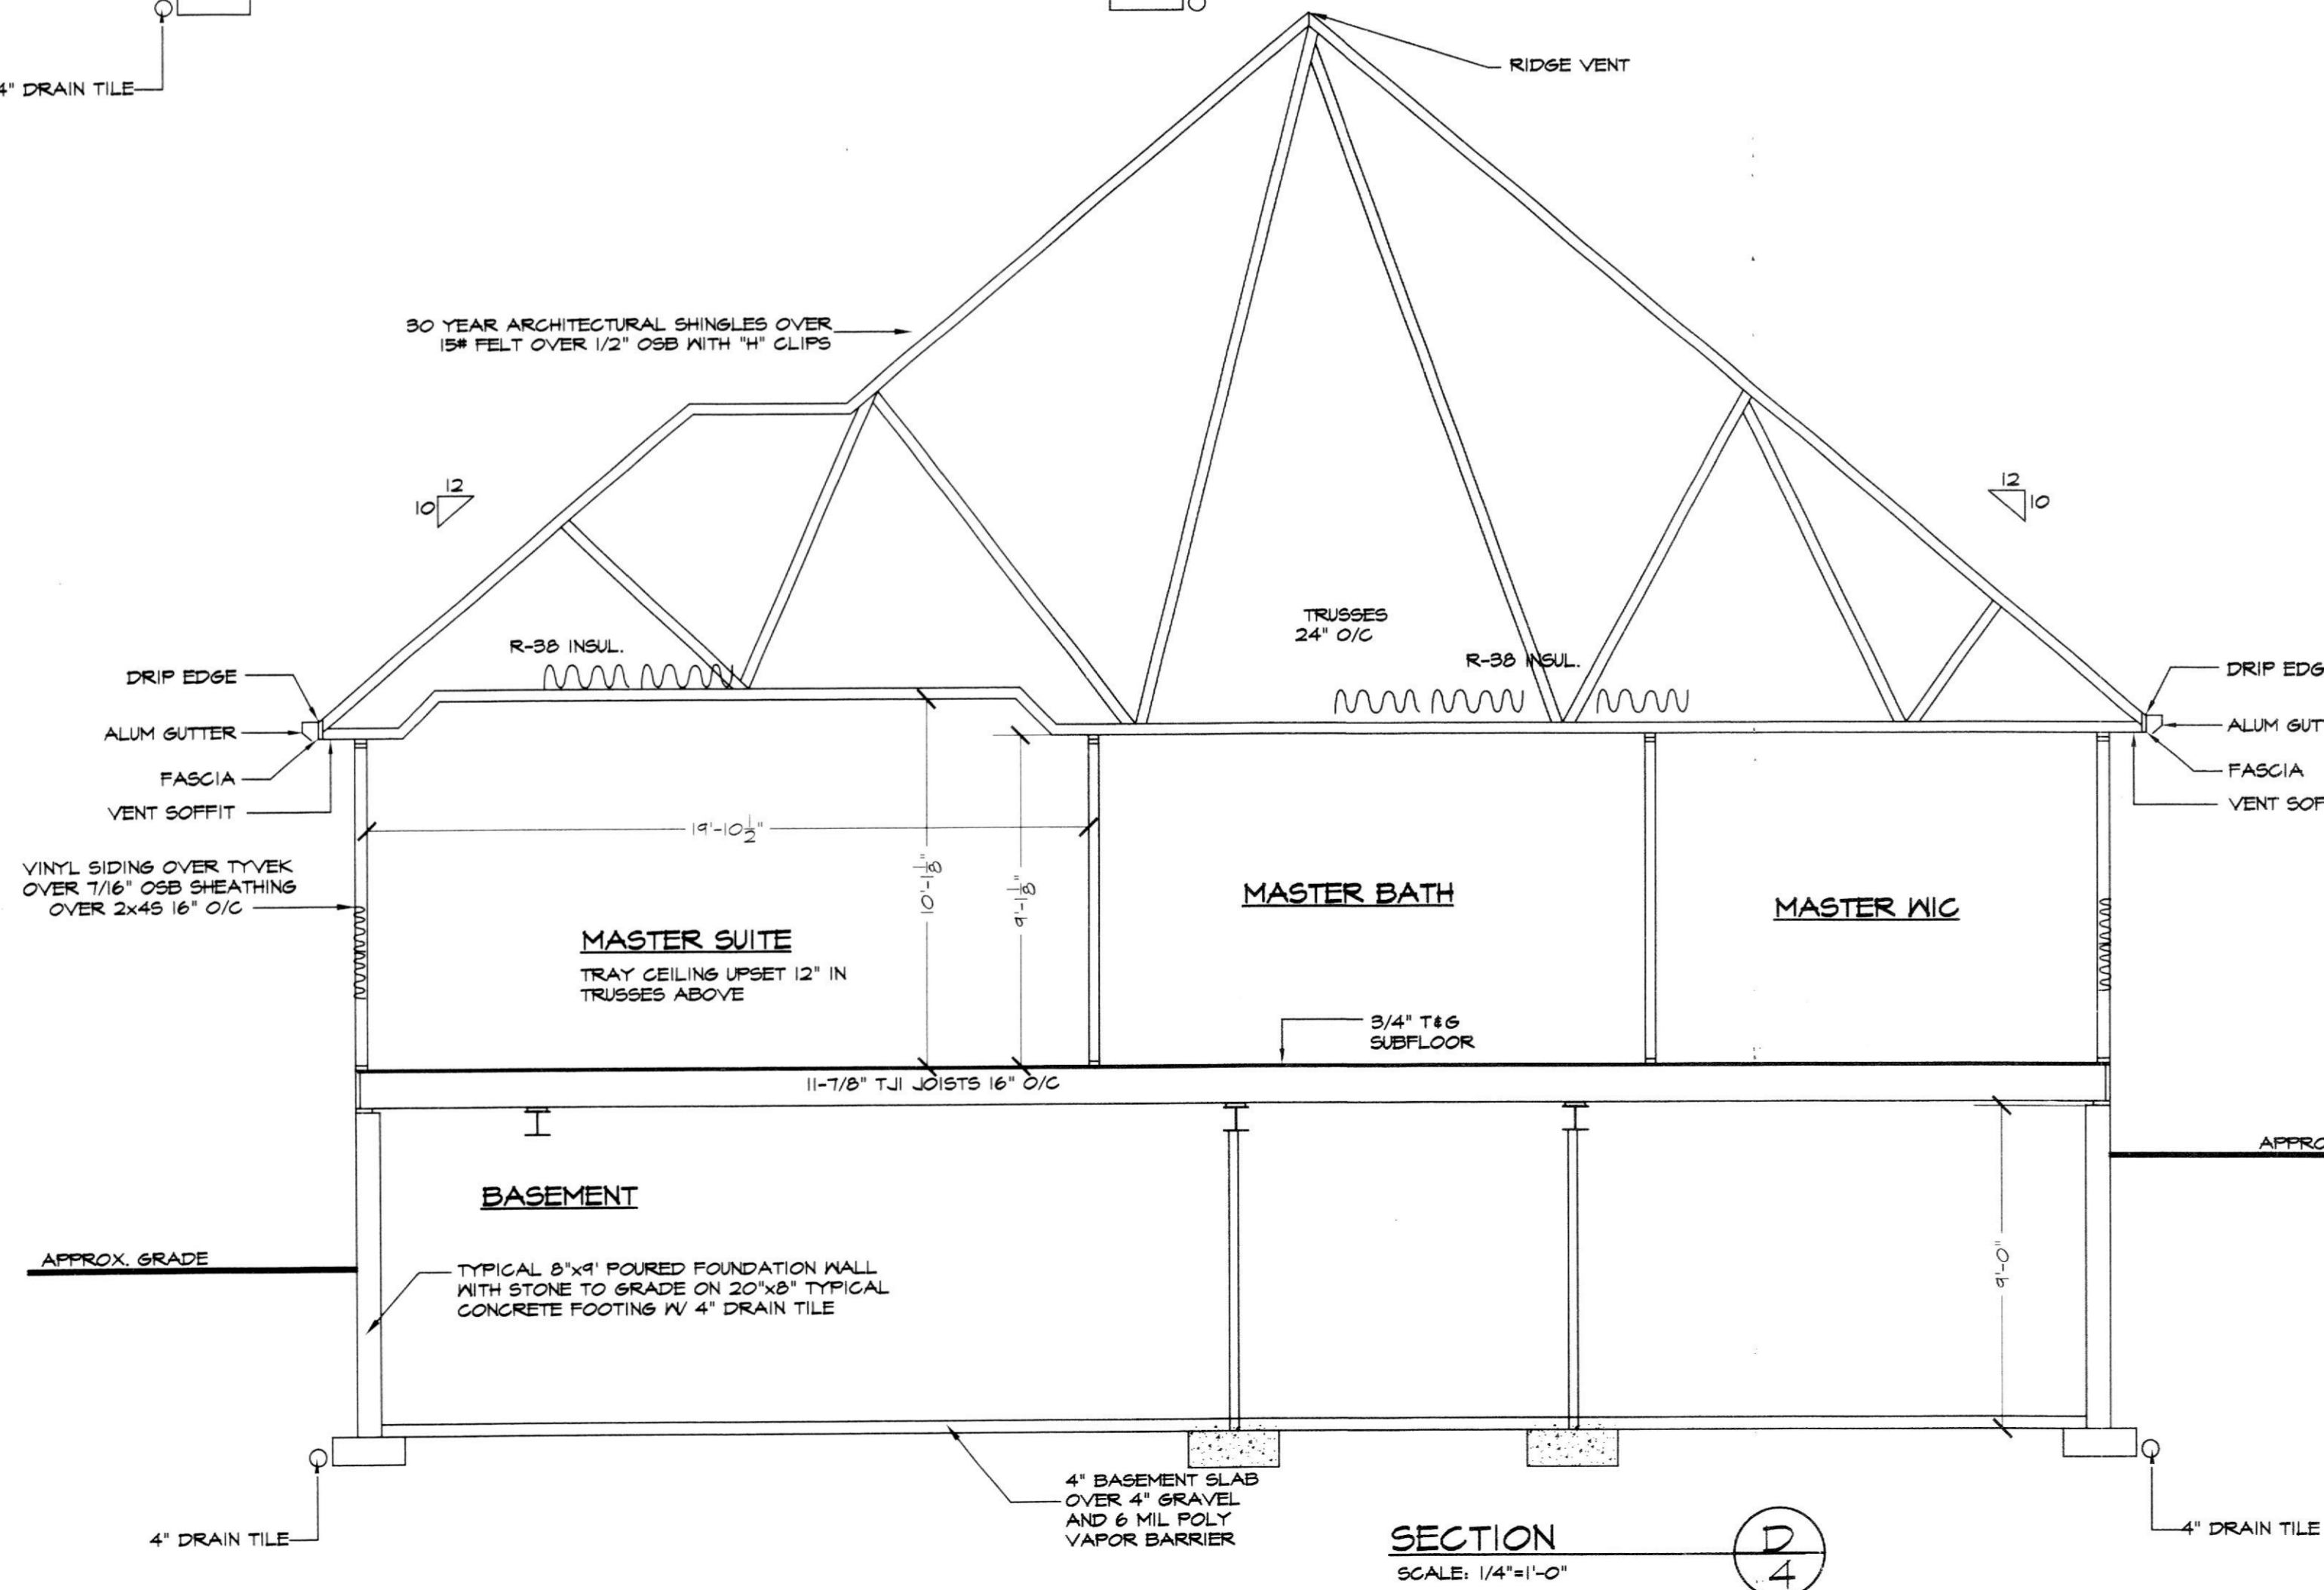 4" DRAIN TILE
RIDGE VENT
30 YEAR ARCHITECTURAL SHINGLES OVER
15# FELT OVER 1/2" OSB WITH "H" CLIPS
12
10
12
10
TRUSSES
24" O/C
R-38 INSUL.
R-38 INSUL.
DRIP EDGE
ALUM GUTTER
FASCIA
VENT SOFFIT
DRIP EDG
ALUM GUT
FASCIA
VENT SOF
19'-10 1/2"
10'-1 1/8"
9'-1 1/8"
VINYL SIDING OVER TYVEK
OVER 7/16" OSB SHEATHING
OVER 2x4S 16" O/C
MASTER SUITE
TRAY CEILING UPSET 12" IN
TRUSSES ABOVE
MASTER BATH
MASTER WIC
3/4" T&G
SUBFLOOR
11-7/8" TJI JOISTS 16" O/C
BASEMENT
APPRO
APPROX. GRADE
TYPICAL 8"x9' POURED FOUNDATION WALL
WITH STONE TO GRADE ON 20"x8" TYPICAL
CONCRETE FOOTING W/ 4" DRAIN TILE
9'-0"
4" BASEMENT SLAB
OVER 4" GRAVEL
AND 6 MIL POLY
VAPOR BARRIER
4" DRAIN TILE
4" DRAIN TILE
SECTION
SCALE: 1/4"=1'-0"
D
4